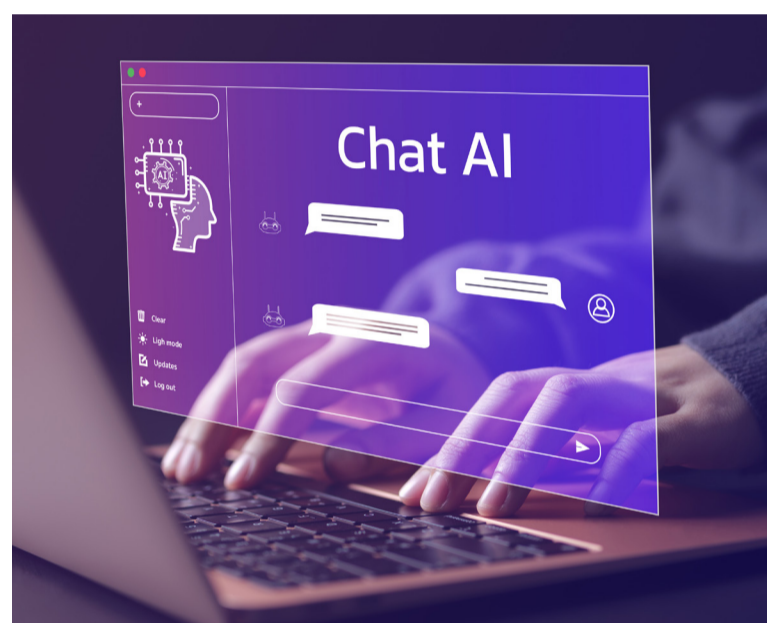 Chat AI
+
AI
Clear
Ligh mode
Updates
Log out